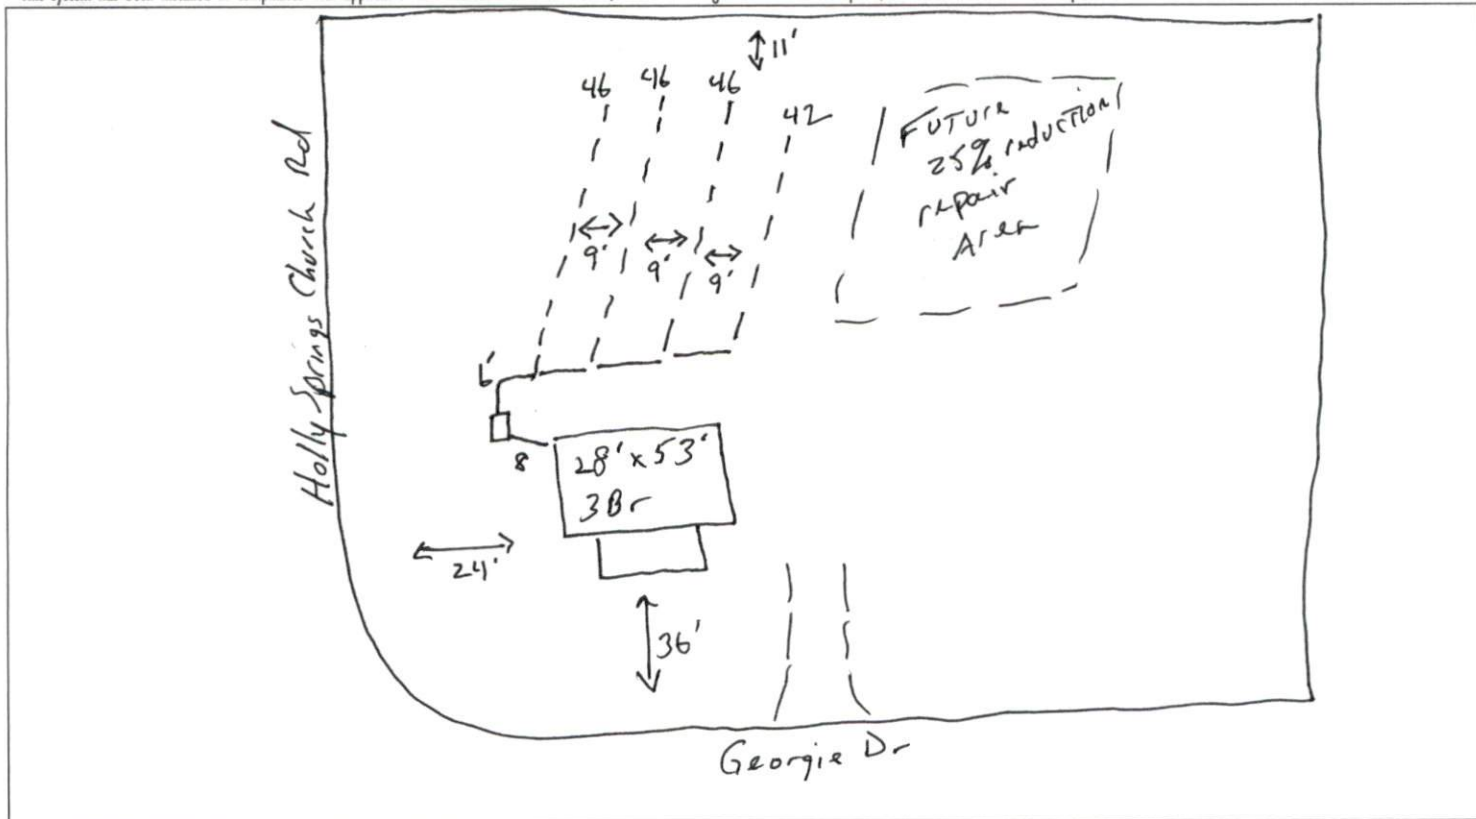 11'
46 46 46
42
Future
25% reduction
repair
Area
9'
9'
9'
Holly Springs Church Rd
6'
8
28' x 53'
3Br
24'
36'
Georgie Dr